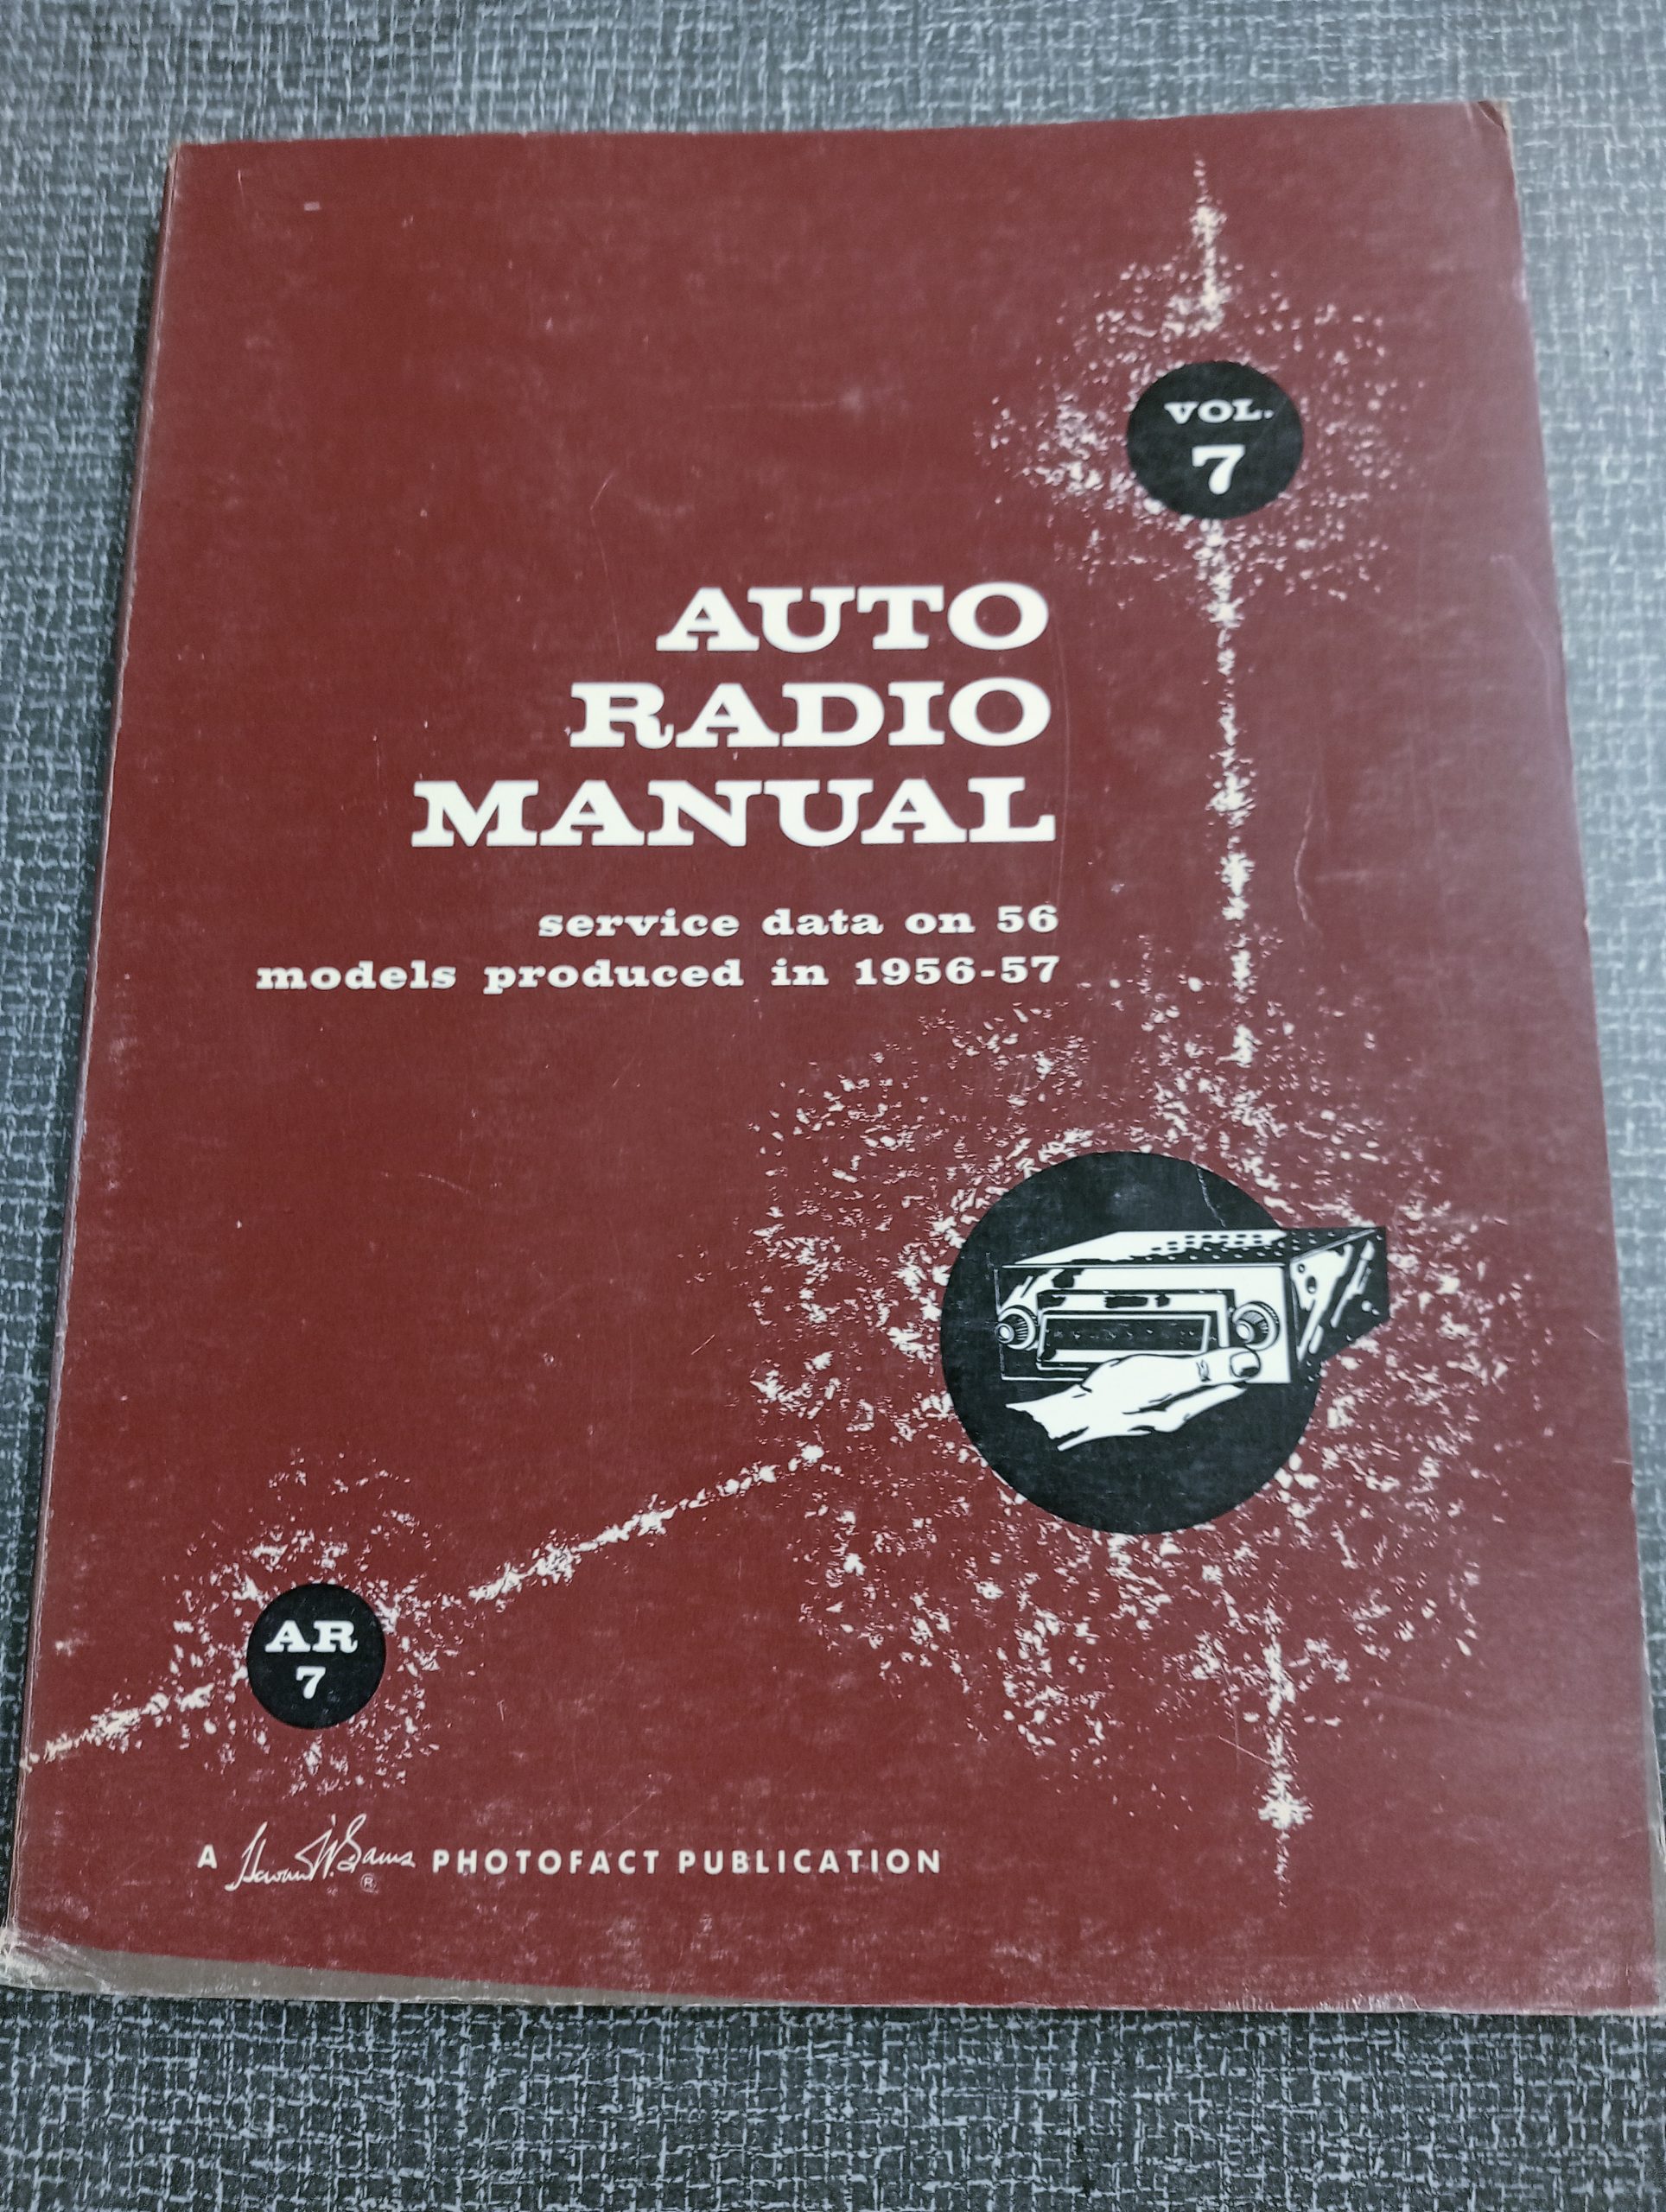 VOL.
7
AUTO
RADIO
MANUAL
service data on 56
models produced in 1956-57
AR
7
A Howard W. Sams ® PHOTOFACT PUBLICATION